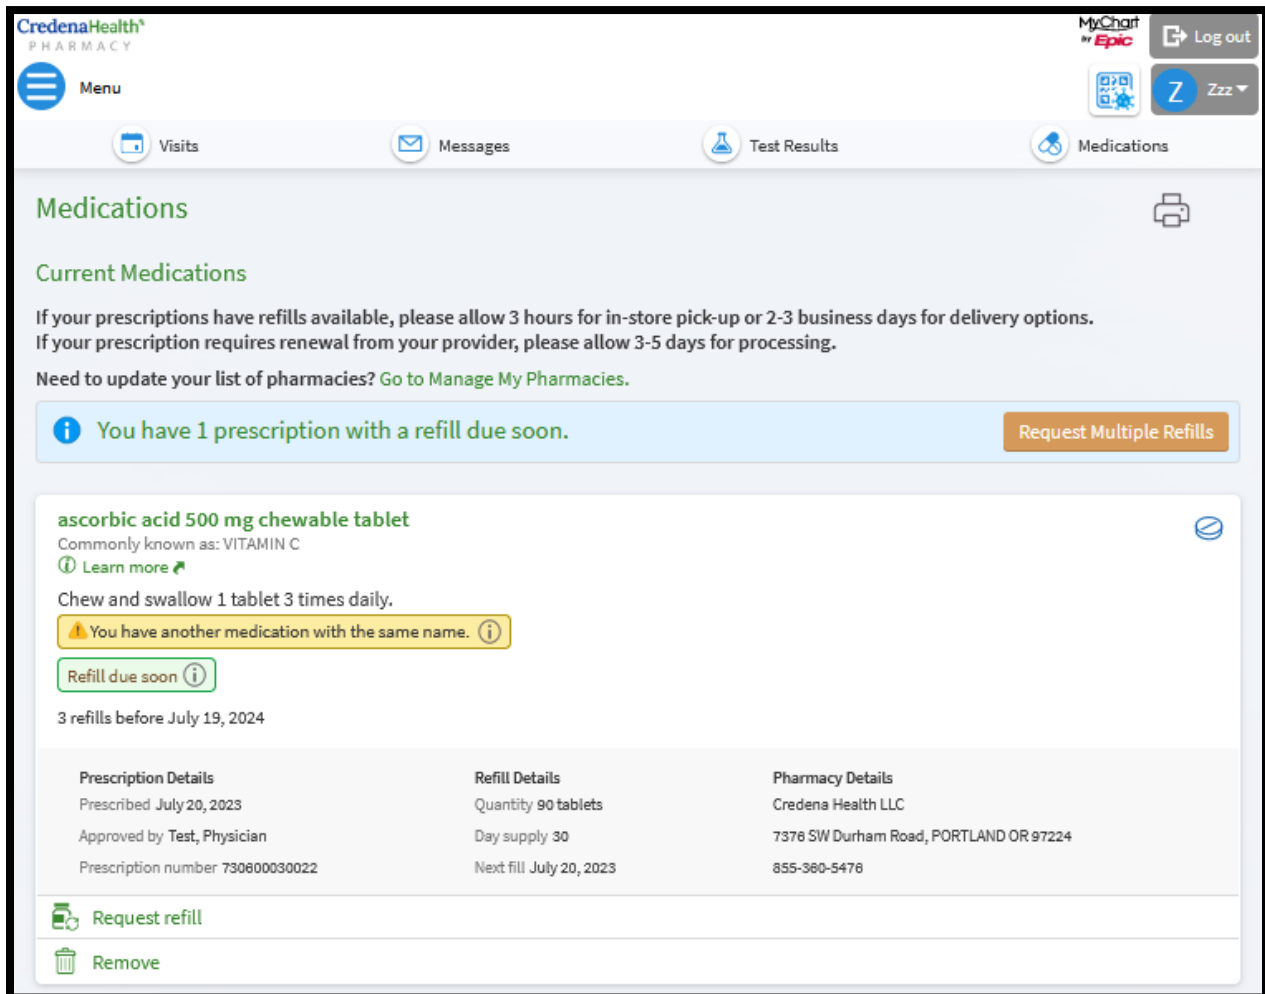 CredenaHealth
PHARMACY
MyChart
by Epic
Log out
Menu
Z Zzz
Visits
Messages
Test Results
Medications
Medications
Current Medications
If your prescriptions have refills available, please allow 3 hours for in-store pick-up or 2-3 business days for delivery options.
If your prescription requires renewal from your provider, please allow 3-5 days for processing.
Need to update your list of pharmacies? Go to Manage My Pharmacies.
You have 1 prescription with a refill due soon.
Request Multiple Refills
ascorbic acid 500 mg chewable tablet
Commonly known as: VITAMIN C
Learn more
Chew and swallow 1 tablet 3 times daily.
You have another medication with the same name.
Refill due soon
3 refills before July 19, 2024
Prescription Details
Prescribed July 20, 2023
Approved by Test, Physician
Prescription number 730600030022
Refill Details
Quantity 90 tablets
Day supply 30
Next fill July 20, 2023
Pharmacy Details
Credena Health LLC
7376 SW Durham Road, PORTLAND OR 97224
855-360-5476
Request refill
Remove